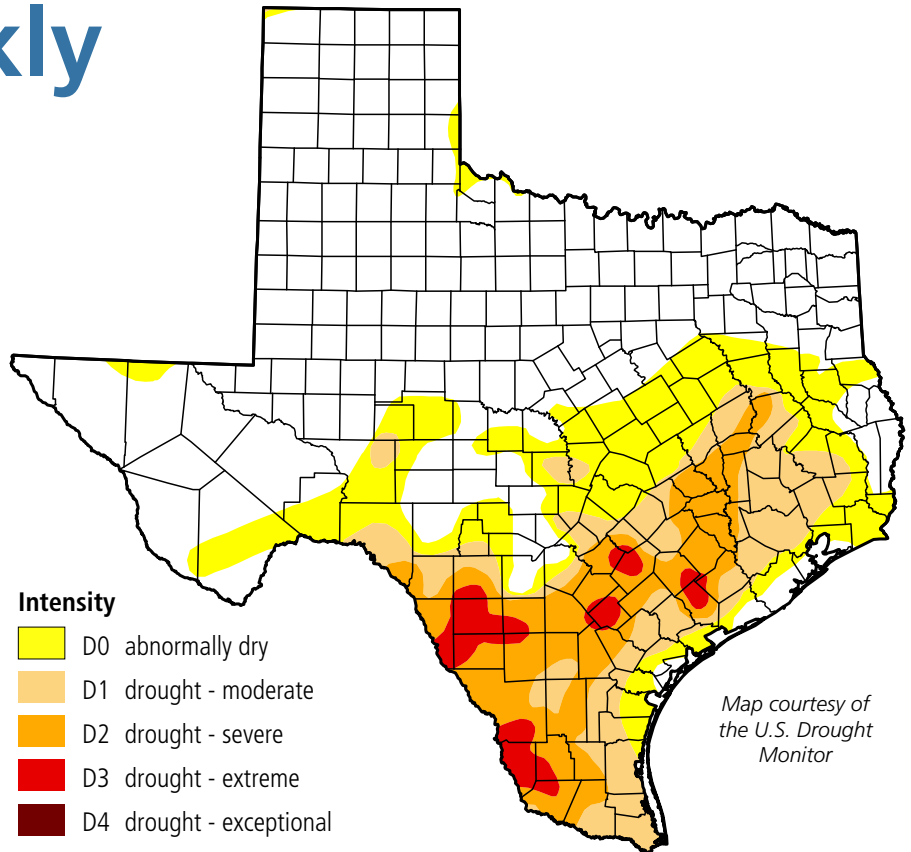 kly
Intensity
D0 abnormally dry
D1 drought - moderate
D2 drought - severe
D3 drought - extreme
D4 drought - exceptional
Map courtesy of
the U.S. Drought
Monitor